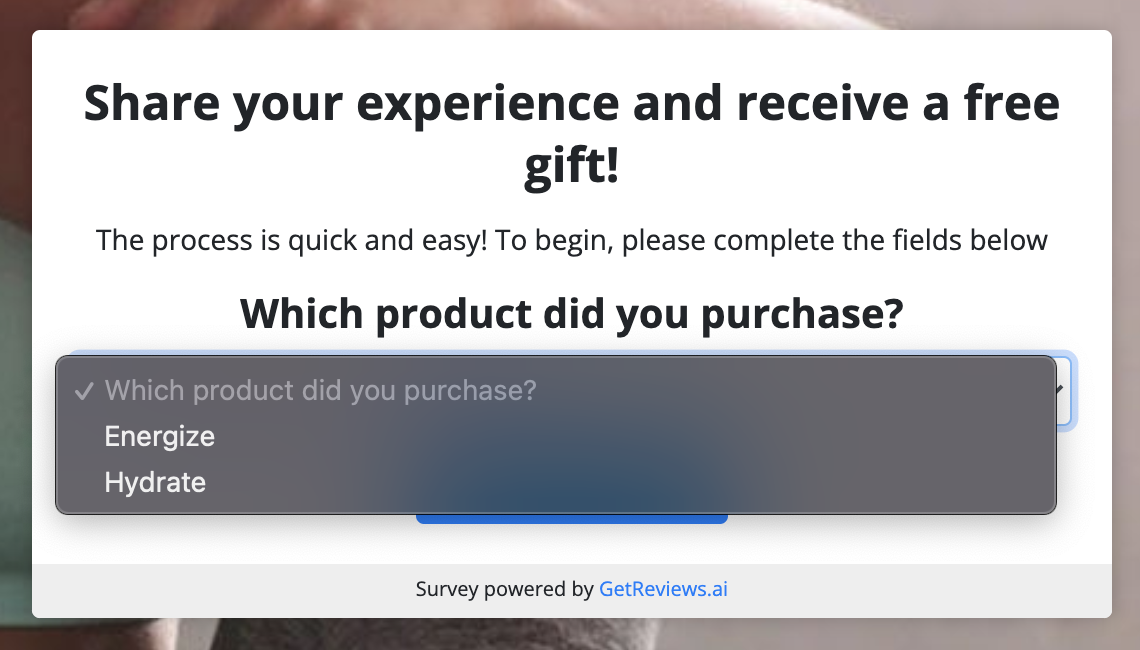 Share your experience and receive a free
gift!
The process is quick and easy! To begin, please complete the fields below
Which product did you purchase?
✓ Which product did you purchase?
Energize
Hydrate
Survey powered by GetReviews.ai